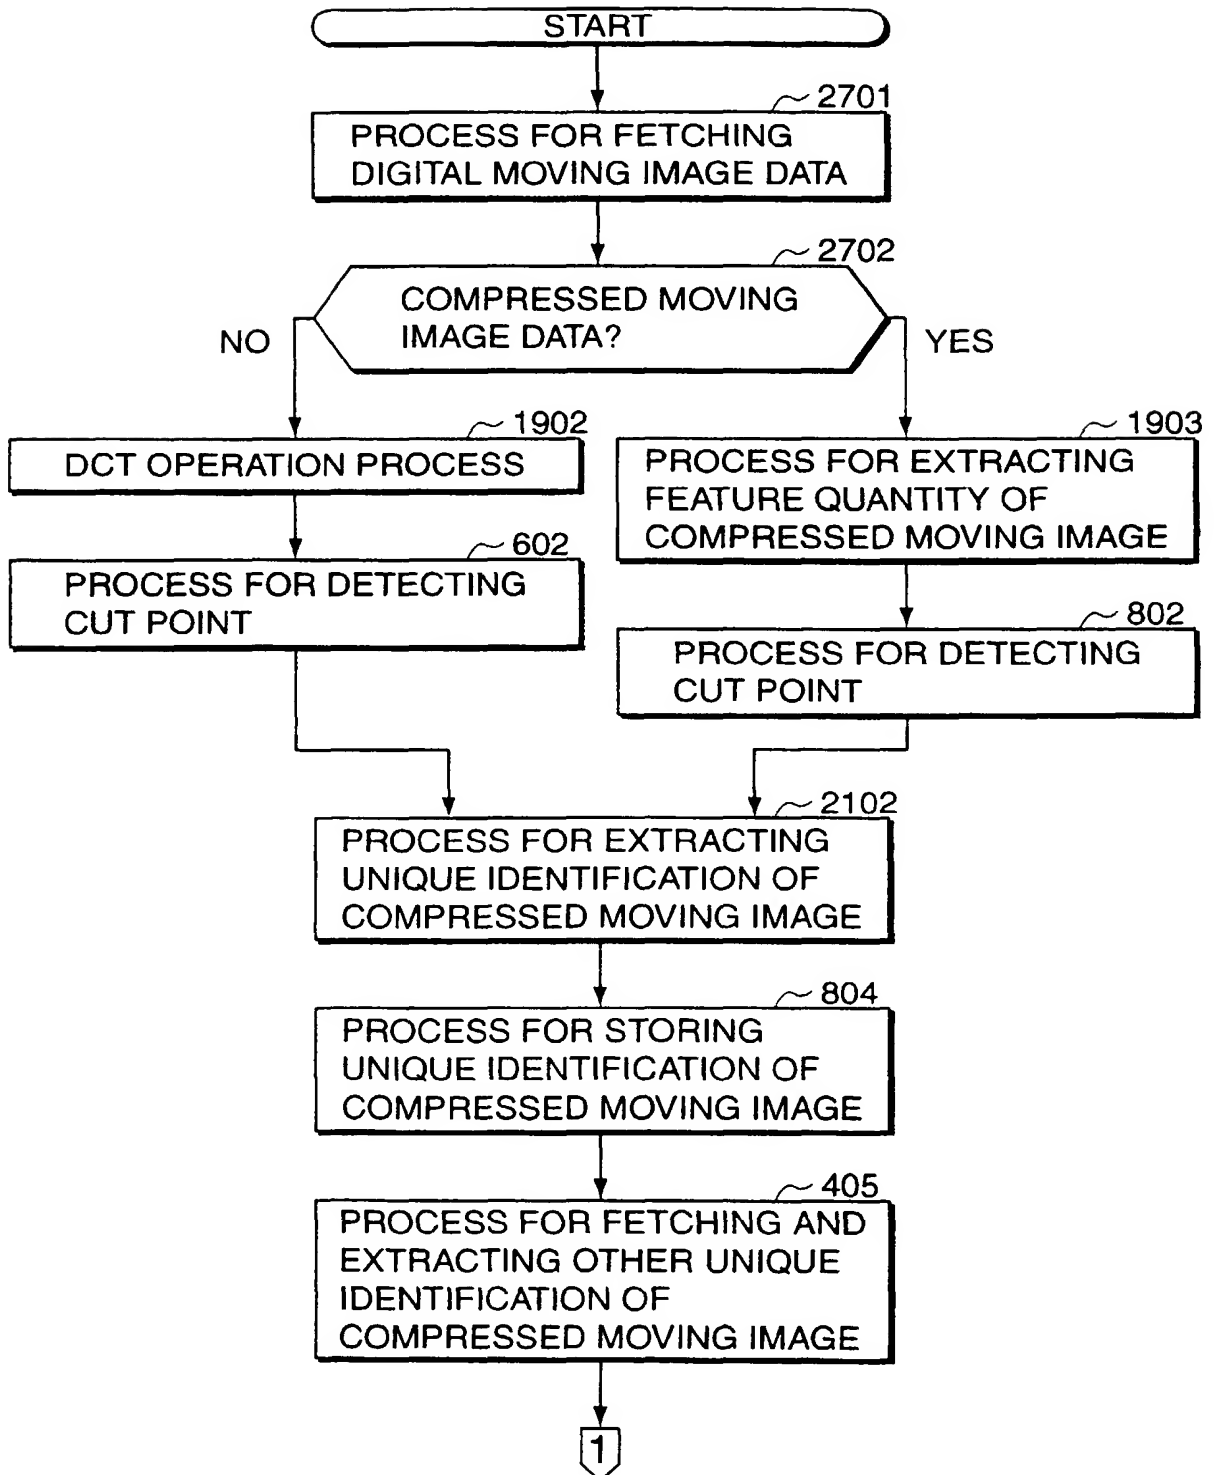 START
2701
PROCESS FOR FETCHING
DIGITAL MOVING IMAGE DATA
2702
COMPRESSED MOVING
IMAGE DATA?
NO
YES
1902
DCT OPERATION PROCESS
1903
PROCESS FOR EXTRACTING
FEATURE QUANTITY OF
COMPRESSED MOVING IMAGE
602
PROCESS FOR DETECTING
CUT POINT
802
PROCESS FOR DETECTING
CUT POINT
2102
PROCESS FOR EXTRACTING
UNIQUE IDENTIFICATION OF
COMPRESSED MOVING IMAGE
804
PROCESS FOR STORING
UNIQUE IDENTIFICATION OF
COMPRESSED MOVING IMAGE
405
PROCESS FOR FETCHING AND
EXTRACTING OTHER UNIQUE
IDENTIFICATION OF
COMPRESSED MOVING IMAGE
1